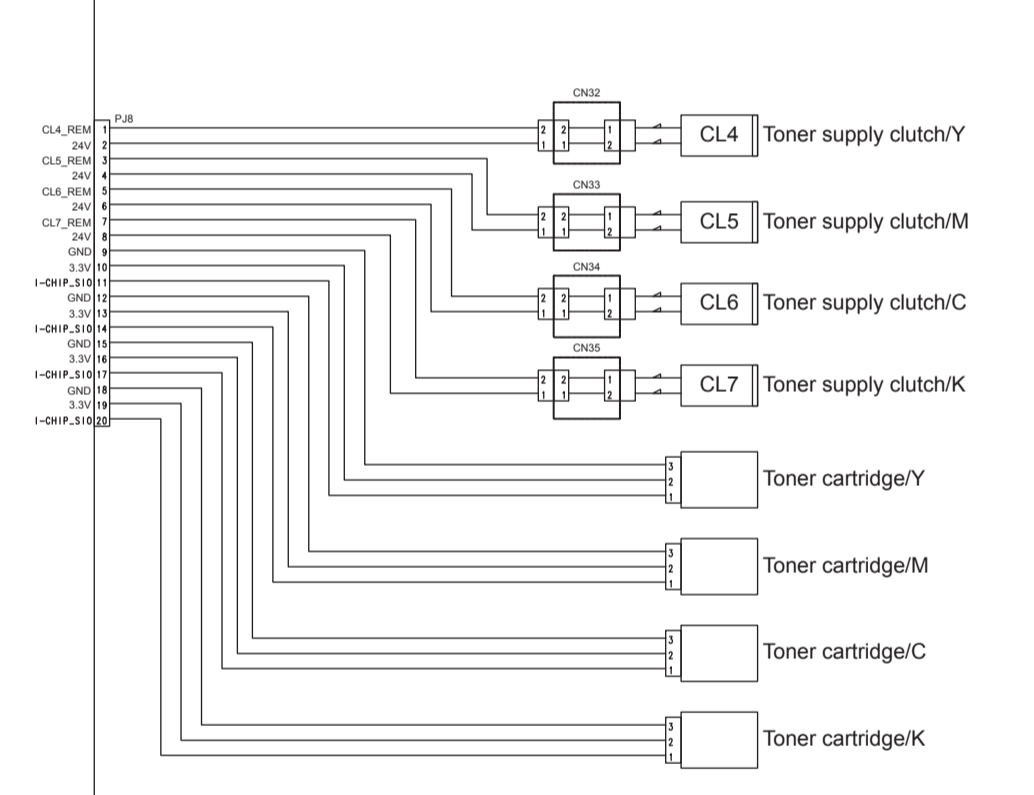 PJ8
CL4_REM 1
24V 2
CL5_REM 3
24V 4
CL6_REM 5
24V 6
CL7_REM 7
24V 8
GND 9
3.3V 10
I-CHIP_SIO 11
GND 12
3.3V 13
I-CHIP_SIO 14
GND 15
3.3V 16
I-CHIP_SIO 17
GND 18
3.3V 19
I-CHIP_SIO 20
CN32
2 2 1
1 1 2
CL4 Toner supply clutch/Y
CN33
2 2 1
1 1 2
CL5 Toner supply clutch/M
CN34
2 2 1
1 1 2
CL6 Toner supply clutch/C
CN35
2 2 1
1 1 2
CL7 Toner supply clutch/K
3
2
1
Toner cartridge/Y
3
2
1
Toner cartridge/M
3
2
1
Toner cartridge/C
3
2
1
Toner cartridge/K